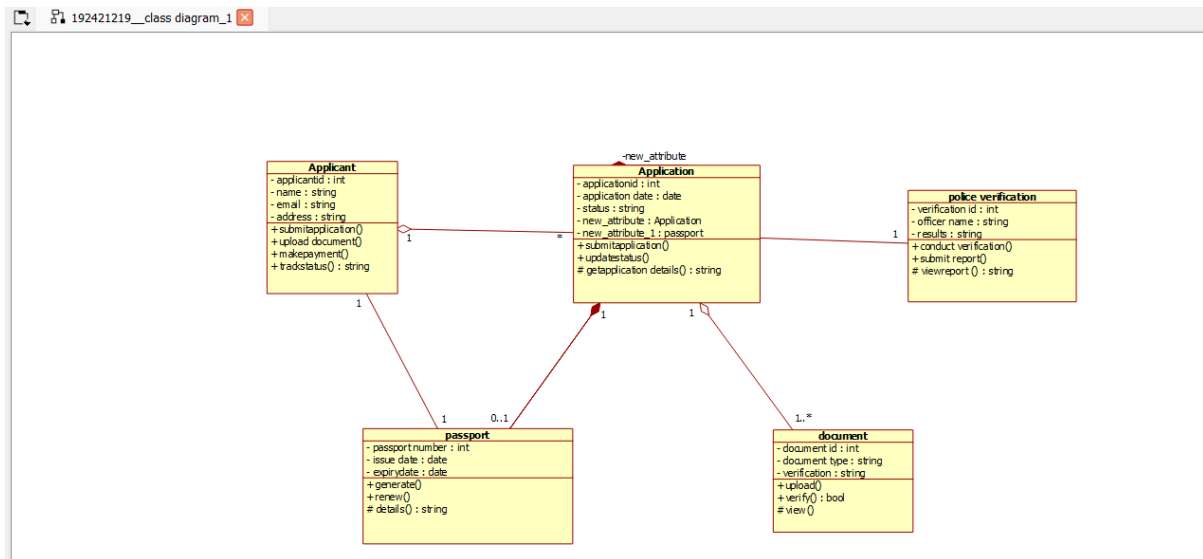 192421219__class diagram_1
-new_attribute
Applicant
- applicantid : int
- name : string
- email : string
- address : string
+submitapplication()
+upload document()
+makepayment()
+trackstatus() : string
1
*
1
Application
- applicationid : int
- application date : date
- status : string
- new_attribute : Application
- new_attribute_1 : passport
+submitapplication()
+updatestatus()
# getapplication details() : string
1
1
1
police verification
- verification id : int
- officer name : string
- results : string
+conduct verification()
+submit report()
# viewreport () : string
1
0..1
1..*
passport
- passport number : int
- issue date : date
- expirydate : date
+generate()
+renew()
# details() : string
document
- document id : int
- document type : string
- verification : string
+upload()
+verify() : bool
# view()